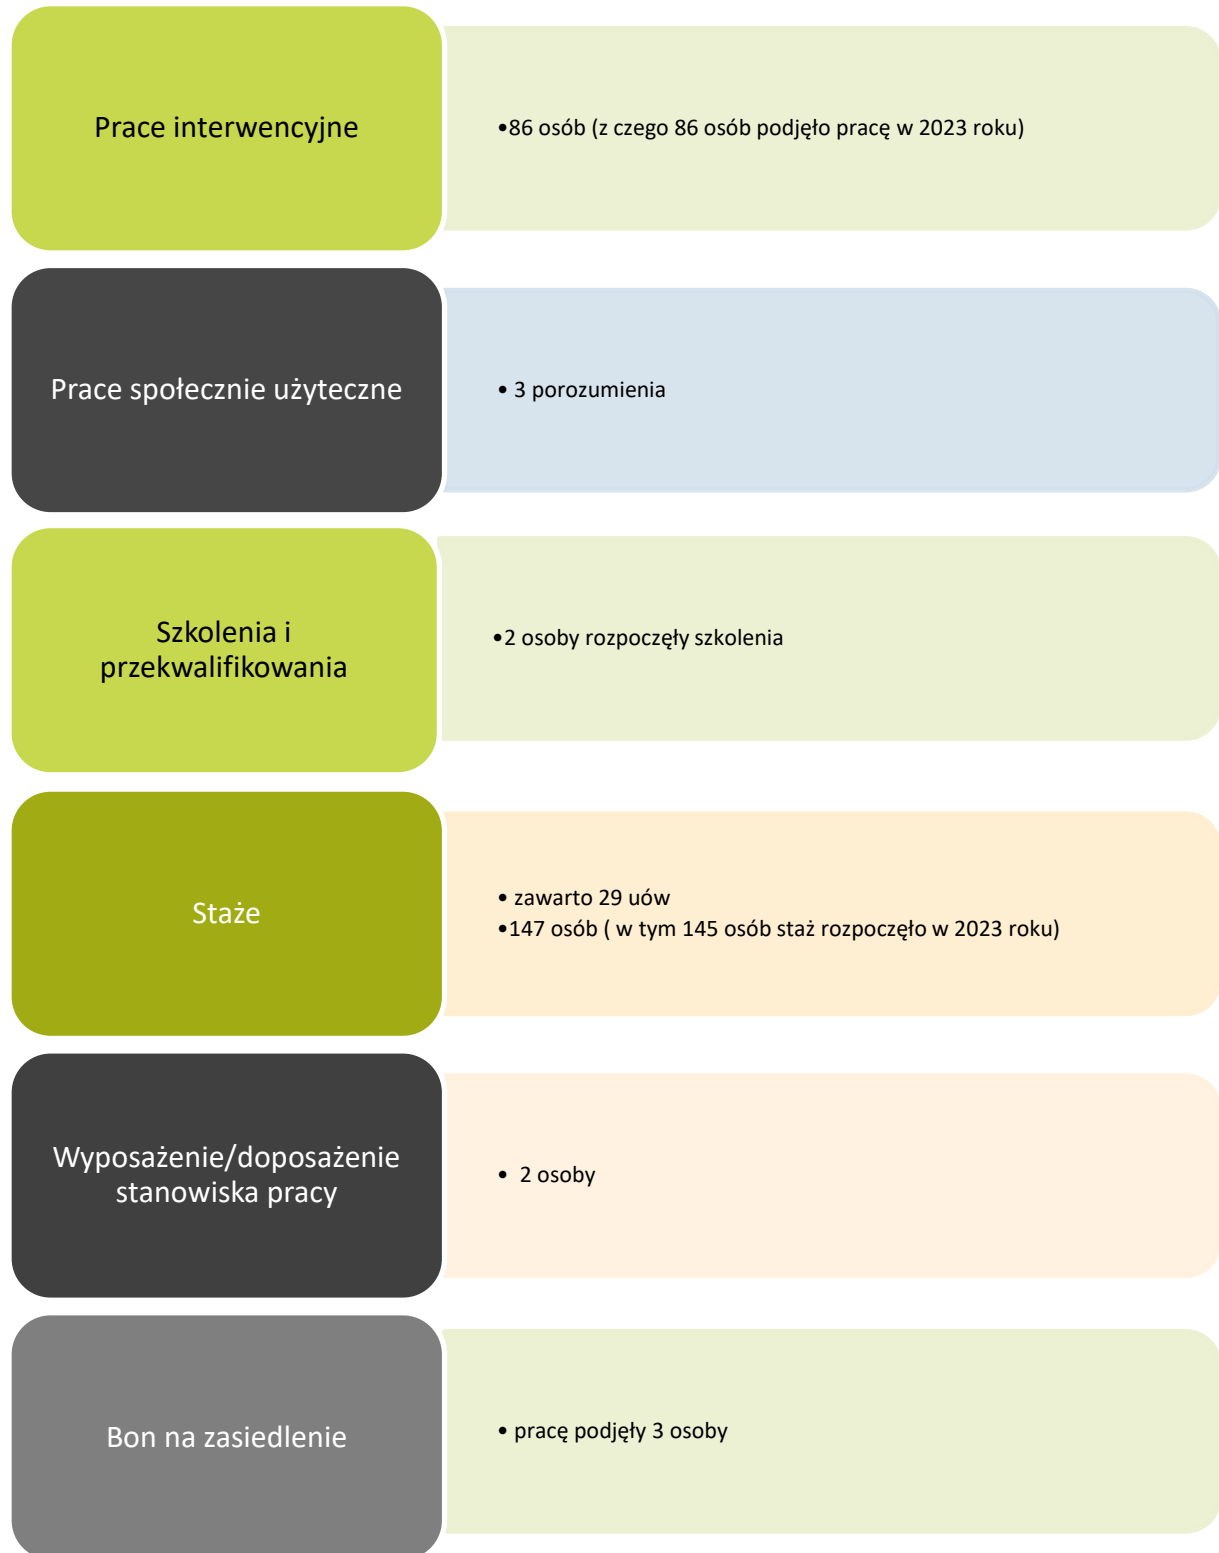 Prace interwencyjne
•86 osób (z czego 86 osób podjęło pracę w 2023 roku)
Prace społecznie użyteczne
• 3 porozumienia
Szkolenia i
przekwalifikowania
•2 osoby rozpoczęły szkolenia
Staże
• zawarto 29 uów
•147 osób ( w tym 145 osób staż rozpoczęło w 2023 roku)
Wyposażenie/doposażenie
stanowiska pracy
• 2 osoby
Bon na zasiedlenie
• pracę podjęły 3 osoby